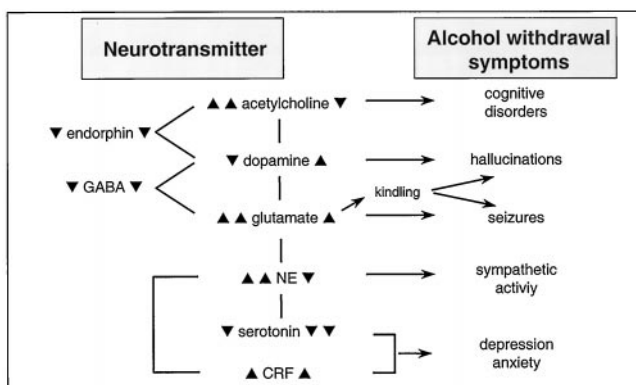 Neurotransmitter
Alcohol withdrawal
symptoms
▲ ▲ acetylcholine ▼
cognitive
disorders
▼ endorphin ▼
▼ dopamine ▲
hallucinations
▼ GABA ▼
kindling
▲ ▲ glutamate ▲
seizures
▲ ▲ NE ▼
sympathetic
activiy
▼ serotonin ▼ ▼
depression
anxiety
▲ CRF ▲